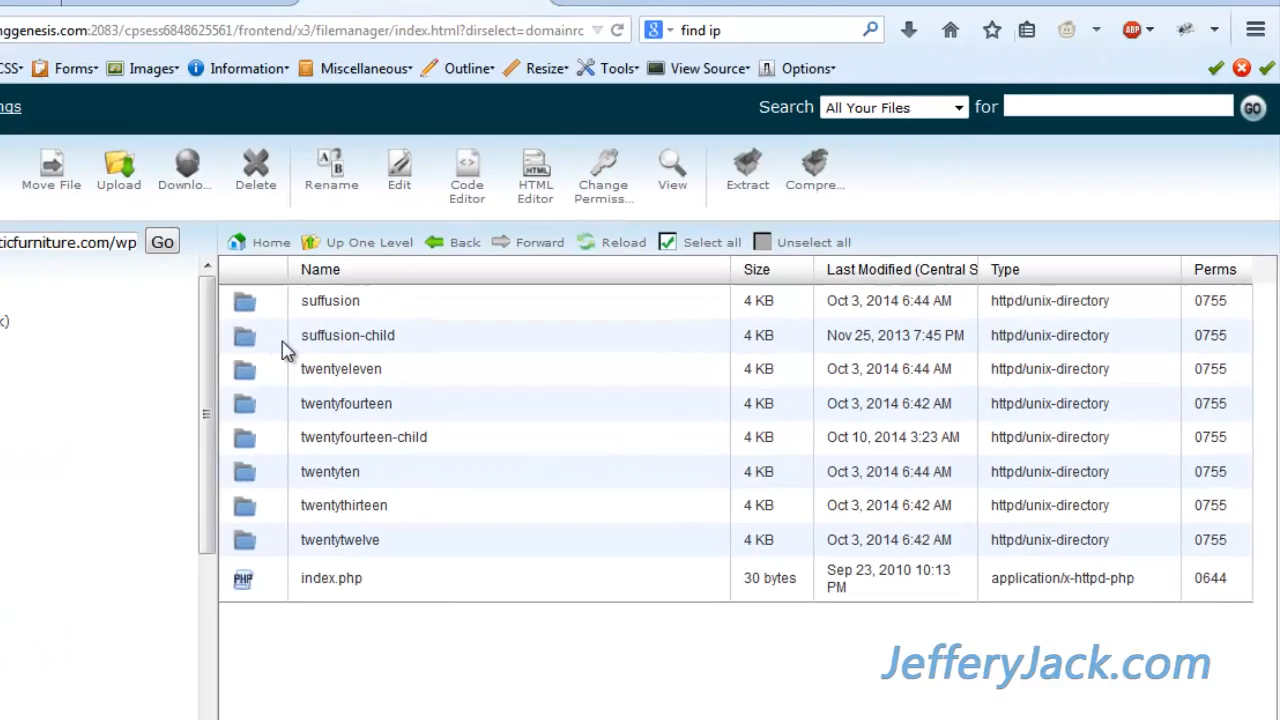 nggenesis.com:2083/cpsess6848625561/frontend/x3/filemanager/indexhtml?dirselect=domainrc
find ip
CSS Forms Images Information Miscellaneous Outline Resize Tools View Source Options
ngs
Search All Your Files for GO
Move File Upload Downlo... Delete Rename Edit Code Editor HTML Editor Change Permiss... View Extract Compre...
ticfurniture.com/wp Go
Home Up One Level Back Forward Reload Select all Unselect all
Name Size Last Modified (Central S Type Perms
suffusion 4 KB Oct 3, 2014 6:44 AM httpd/unix-directory 0755
k)
suffusion-child 4 KB Nov 25, 2013 7:45 PM httpd/unix-directory 0755
twentyeleven 4 KB Oct 3, 2014 6:44 AM httpd/unix-directory 0755
twentyfourteen 4 KB Oct 3, 2014 6:42 AM httpd/unix-directory 0755
twentyfourteen-child 4 KB Oct 10, 2014 3:23 AM httpd/unix-directory 0755
twentyten 4 KB Oct 3, 2014 6:44 AM httpd/unix-directory 0755
twentythirteen 4 KB Oct 3, 2014 6:42 AM httpd/unix-directory 0755
twentytwelve 4 KB Oct 3, 2014 6:42 AM httpd/unix-directory 0755
PHP index.php 30 bytes Sep 23, 2010 10:13 PM application/x-httpd-php 0644
JefferyJack.com